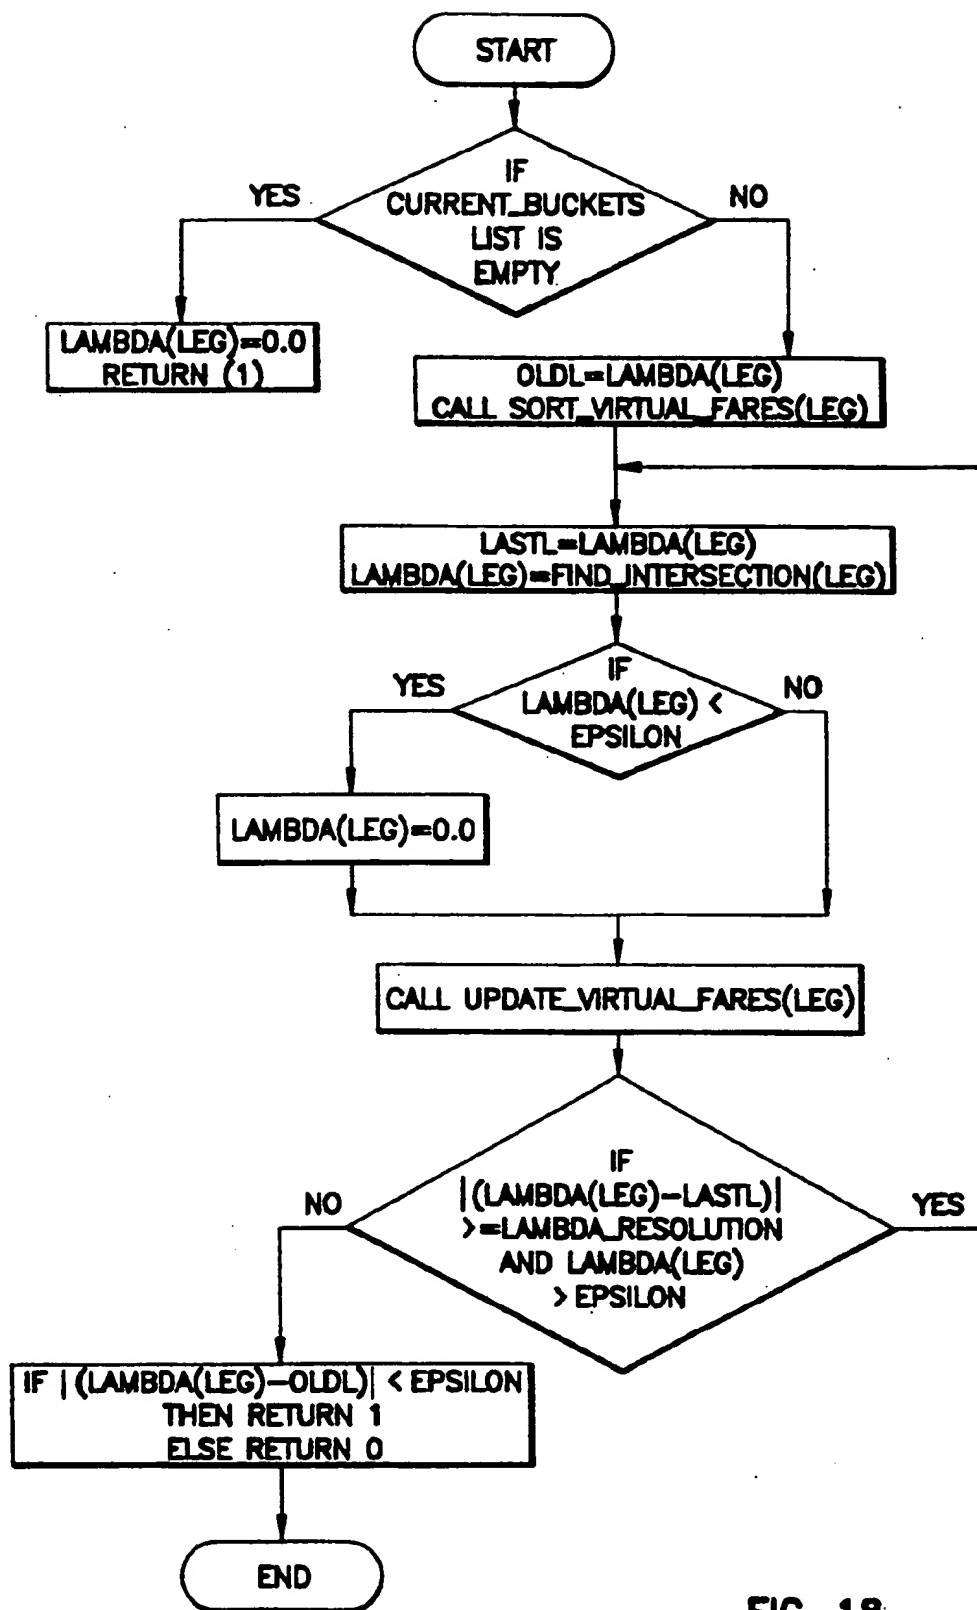 START
IF
CURRENT_BUCKETS
LIST IS
EMPTY
YES
NO
LAMBDA(LEG)=0.0
RETURN (1)
OLDL=LAMBDA(LEG)
CALL SORT_VIRTUAL_FARES(LEG)
LASTL=LAMBDA(LEG)
LAMBDA(LEG)=FIND_INTERSECTION(LEG)
IF
LAMBDA(LEG) <
EPSILON
YES
NO
LAMBDA(LEG)=0.0
CALL UPDATE_VIRTUAL_FARES(LEG)
IF
|(LAMBDA(LEG)-LASTL)|
>=LAMBDA_RESOLUTION
AND LAMBDA(LEG)
> EPSILON
NO
YES
IF |(LAMBDA(LEG)-OLDL)| < EPSILON
THEN RETURN 1
ELSE RETURN 0
END
FIG. 18